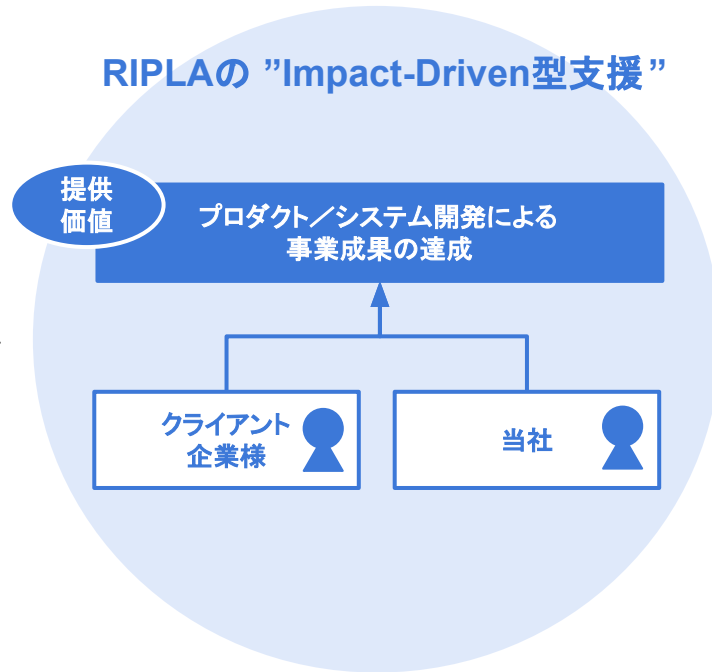 RIPLAの ”Impact-Driven型支援”
提供
価値
プロダクト／システム開発による
事業成果の達成
クライアント
企業様
当社